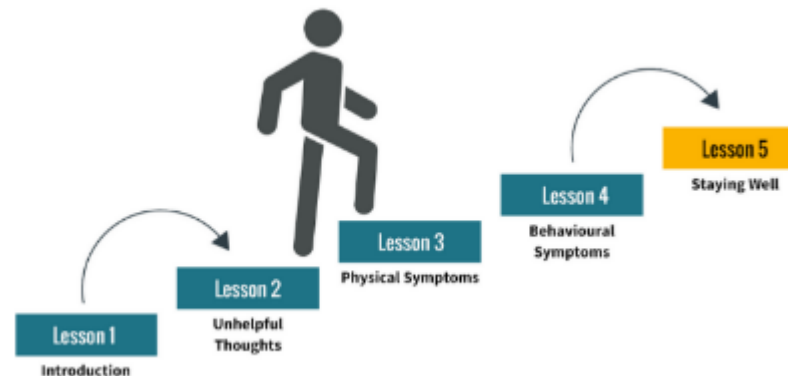 Lesson 1
Introduction
Lesson 2
Unhelpful
Thoughts
Lesson 3
Physical Symptoms
Lesson 4
Behavioural
Symptoms
Lesson 5
Staying Well